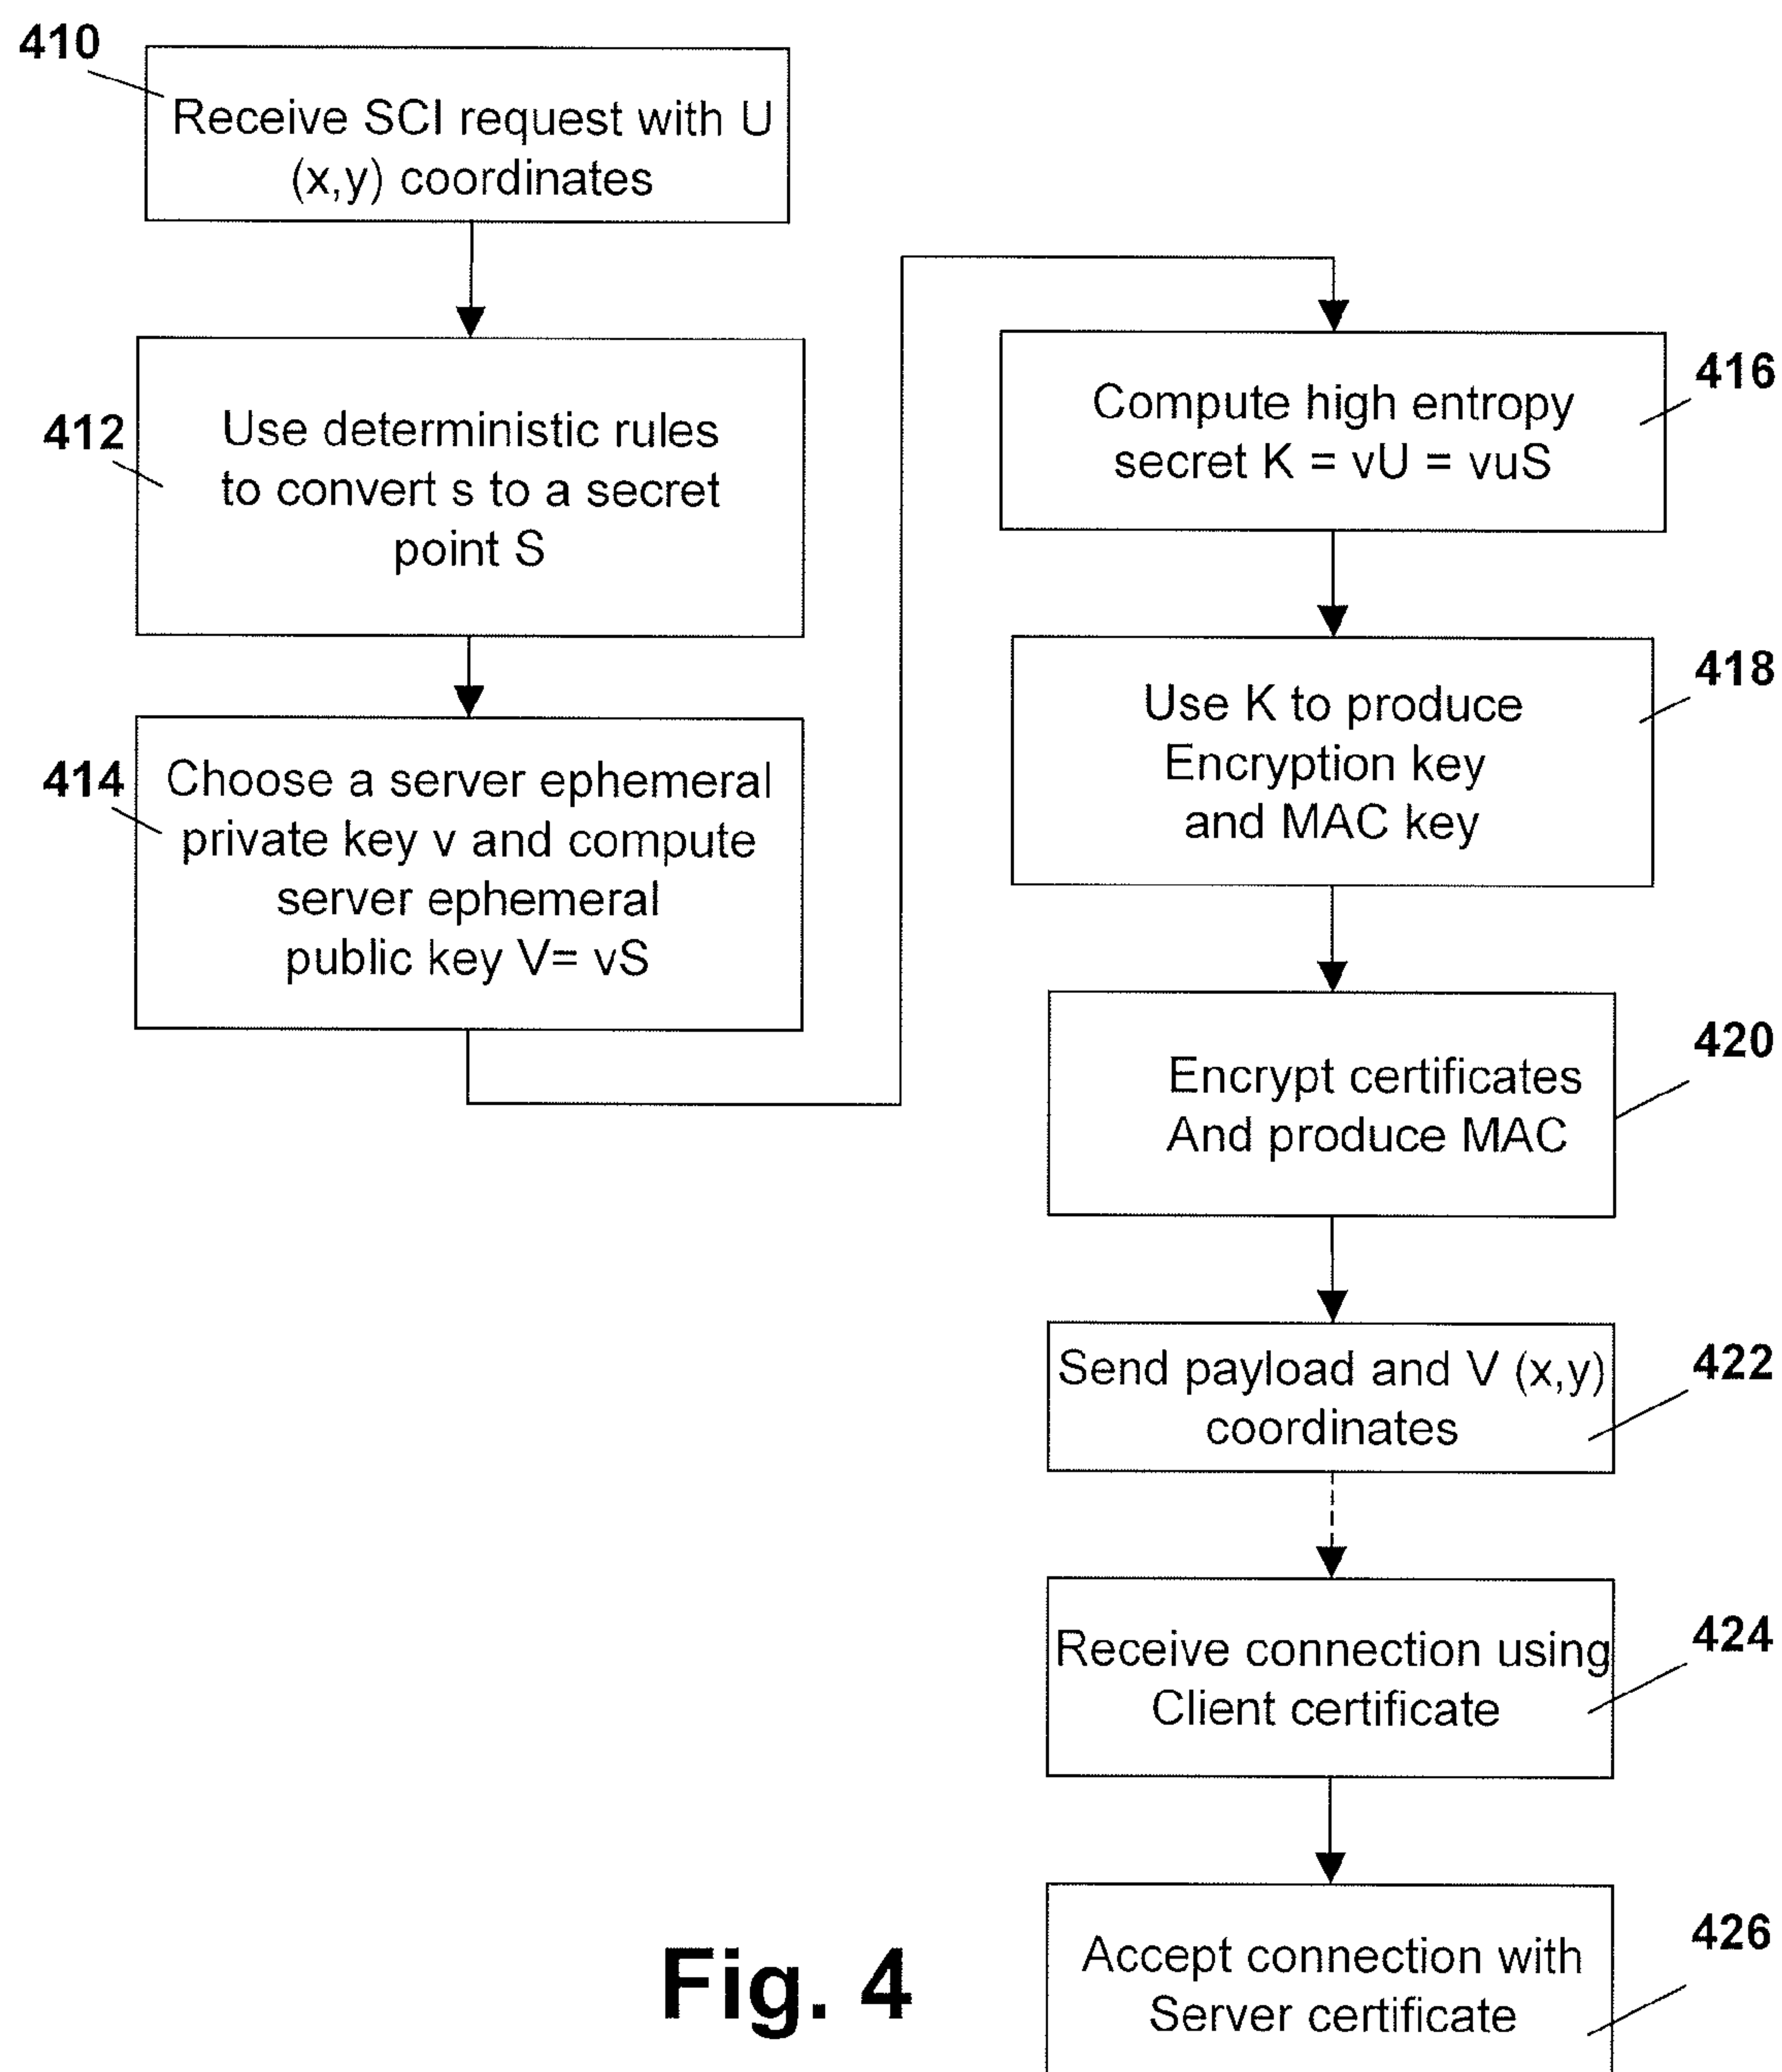 410
Receive SCI request with U
(x,y) coordinates
412
Use deterministic rules
to convert s to a secret
point S
414
Choose a server ephemeral
private key v and compute
server ephemeral
public key V= vS
416
Compute high entropy
secret K = vU = vuS
418
Use K to produce
Encryption key
and MAC key
420
Encrypt certificates
And produce MAC
422
Send payload and V (x,y)
coordinates
424
Receive connection using
Client certificate
426
Accept connection with
Server certificate
Fig. 4